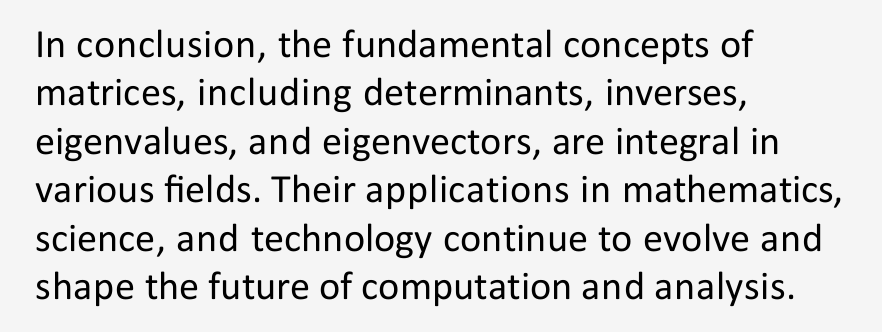 In conclusion, the fundamental concepts of
matrices, including determinants, inverses,
eigenvalues, and eigenvectors, are integral in
various fields. Their applications in mathematics,
science, and technology continue to evolve and
shape the future of computation and analysis.